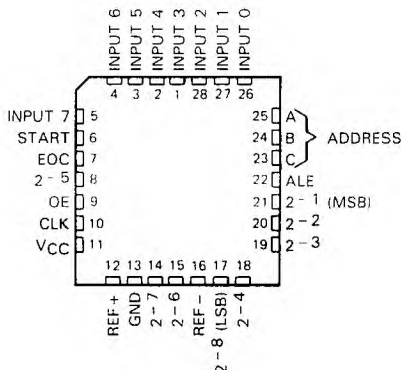 INPUT 6
INPUT 5
INPUT 4
INPUT 3
INPUT 2
INPUT 1
INPUT 0
4 3 2 1 28 27 26
INPUT 7 5
START 6
EOC 7
2-5 8
OE 9
CLK 10
VCC 11
25 A
24 B
23 C
ADDRESS
22 ALE
21 2-1 (MSB)
20 2-2
19 2-3
12 13 14 15 16 17 18
REF+
GND
2-7
2-6
REF-
2-8 (LSB)
2-4